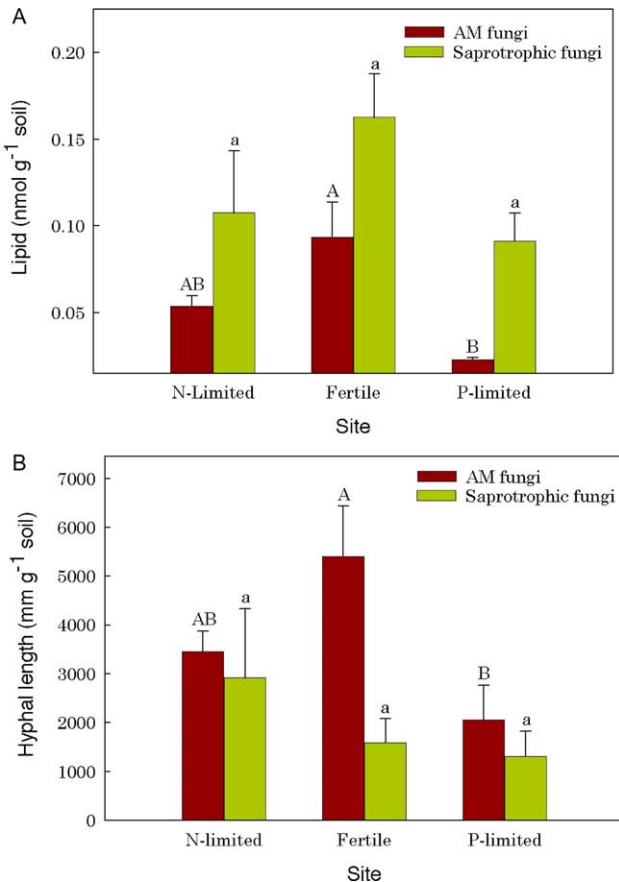 A
AM fungi
Saprotrophic fungi
Lipid (nmol g⁻¹ soil)
0.20
0.15
0.10
0.05
AB
a
A
a
B
a
N-Limited Fertile P-limited
Site
B
AM fungi
Saprotrophic fungi
Hyphal length (mm g⁻¹ soil)
7000
6000
5000
4000
3000
2000
1000
0
AB
a
A
a
B
a
N-limited Fertile P-limited
Site